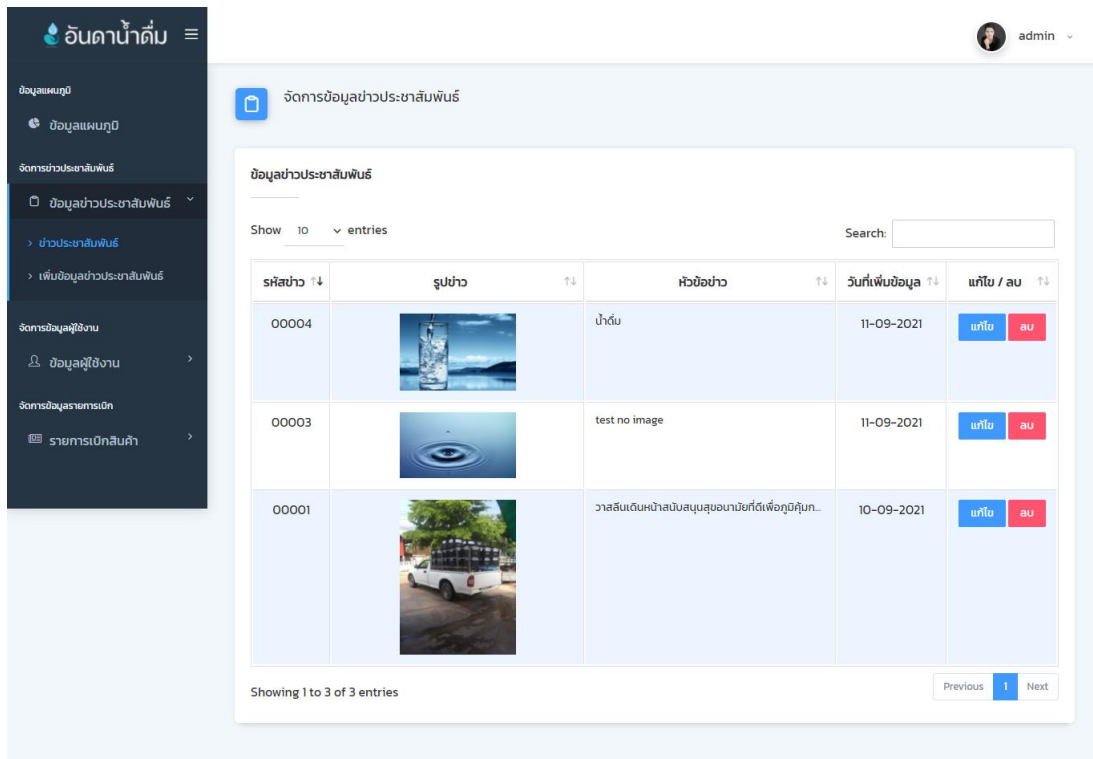 อันดาน้ำดื่ม
admin
ข้อมูลแผนภูมิ
ข้อมูลแผนภูมิ
จัดการข่าวประชาสัมพันธ์
ข้อมูลข่าวประชาสัมพันธ์
ข่าวประชาสัมพันธ์
เพิ่มข้อมูลข่าวประชาสัมพันธ์
จัดการข้อมูลผู้ใช้งาน
ข้อมูลผู้ใช้งาน
จัดการข้อมูลรายการเบิก
รายการเบิกสินค้า
จัดการข้อมูลข่าวประชาสัมพันธ์
ข้อมูลข่าวประชาสัมพันธ์
Show 10 entries
Search:
รหัสข่าว รูปข่าว หัวข้อข่าว วันที่เพิ่มข้อมูล แก้ไข / ลบ
00004 น้ำดื่ม 11-09-2021 แก้ไข ลบ
00003 test no image 11-09-2021 แก้ไข ลบ
00001 วาสลีนเดินหน้าสนับสนุนสุขอนามัยที่ดีเพื่อภูมิคุ้มก... 10-09-2021 แก้ไข ลบ
Showing 1 to 3 of 3 entries
Previous 1 Next